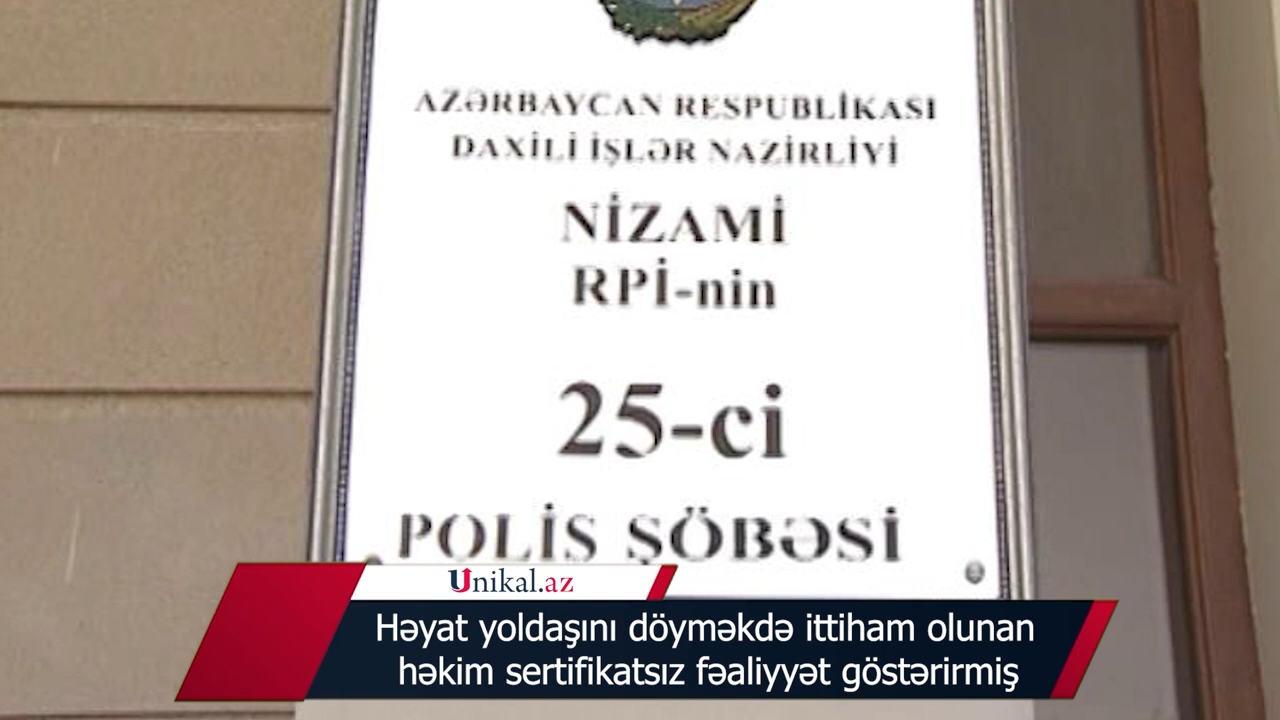 AZƏRBAYCAN RESPUBLİKASI
DAXİLİ İŞLƏR NAZİRLİYİ
NİZAMİ
RPİ-nin
25-ci
POLİS ŞÖBƏSİ
Unikal.az
Həyat yoldaşını döyməkdə ittiham olunan
həkim sertifikatsız fəaliyyət göstərirmiş